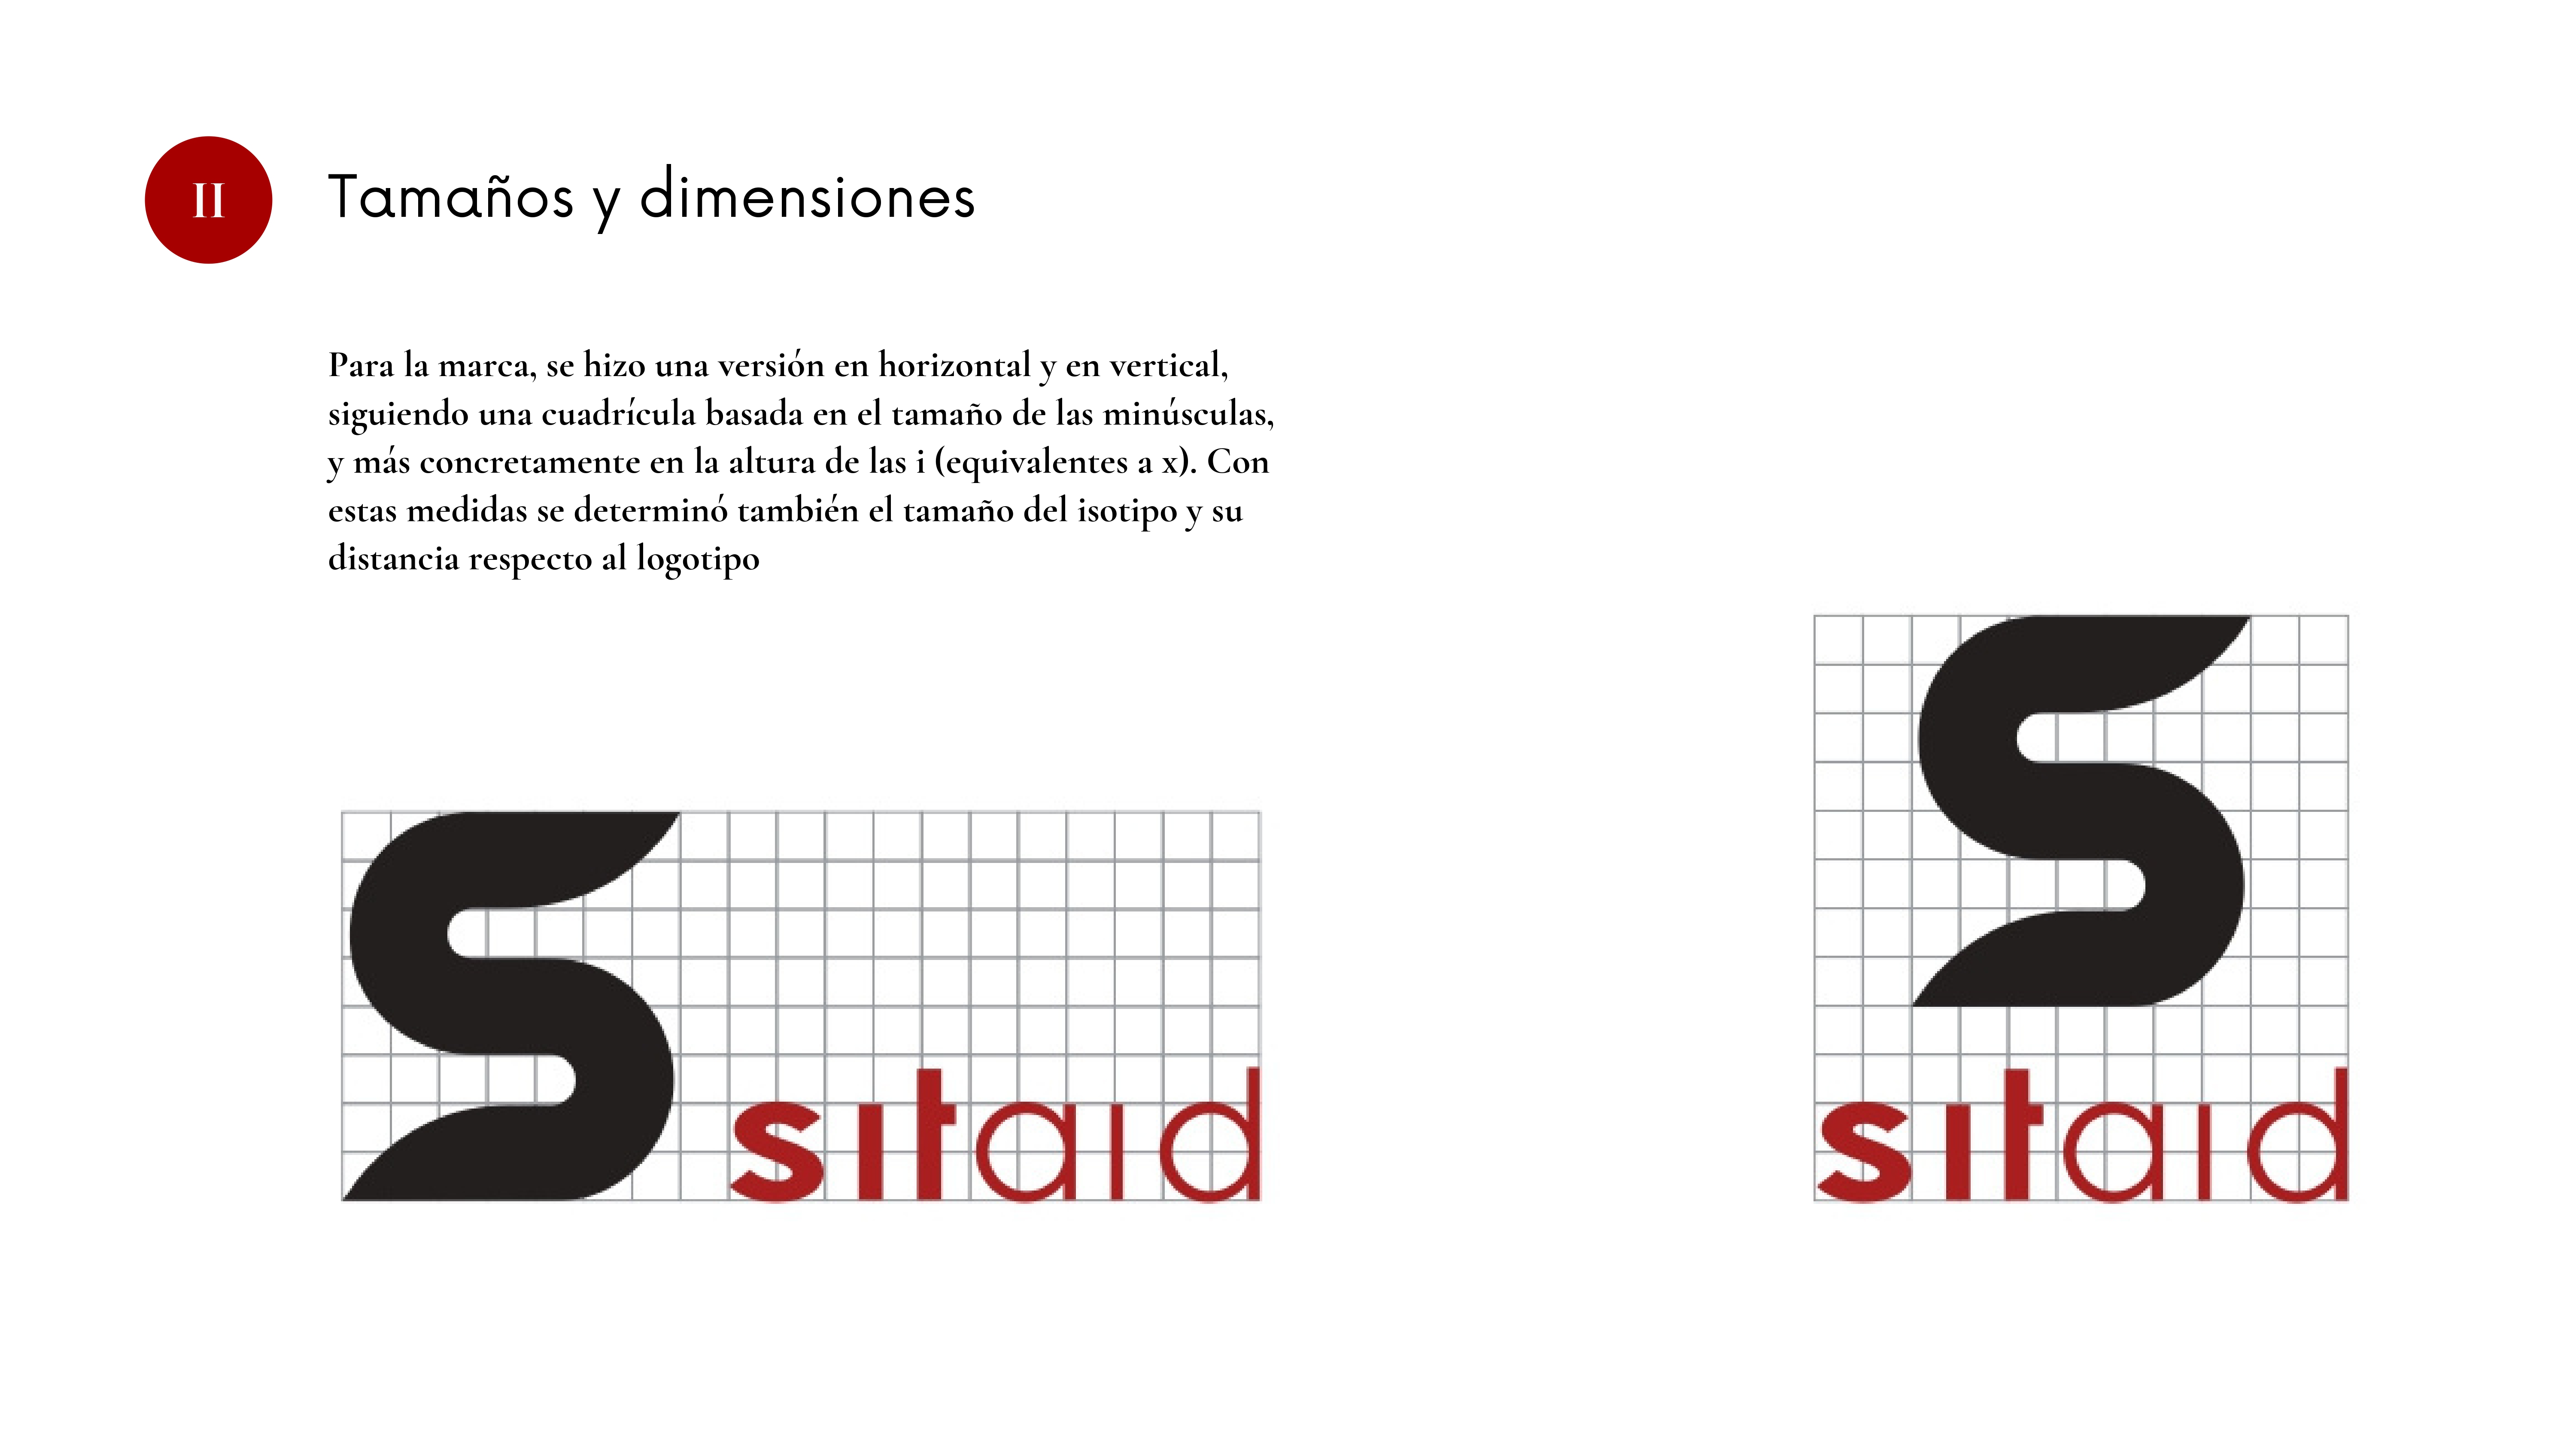 II
Tamaños y dimensiones
Para la marca, se hizo una versión en horizontal y en vertical,
siguiendo una cuadrícula basada en el tamaño de las minúsculas,
y más concretamente en la altura de las i (equivalentes a x). Con
estas medidas se determinó también el tamaño del isotipo y su
distancia respecto al logotipo
S
sıtaıd
S
sıtaıd